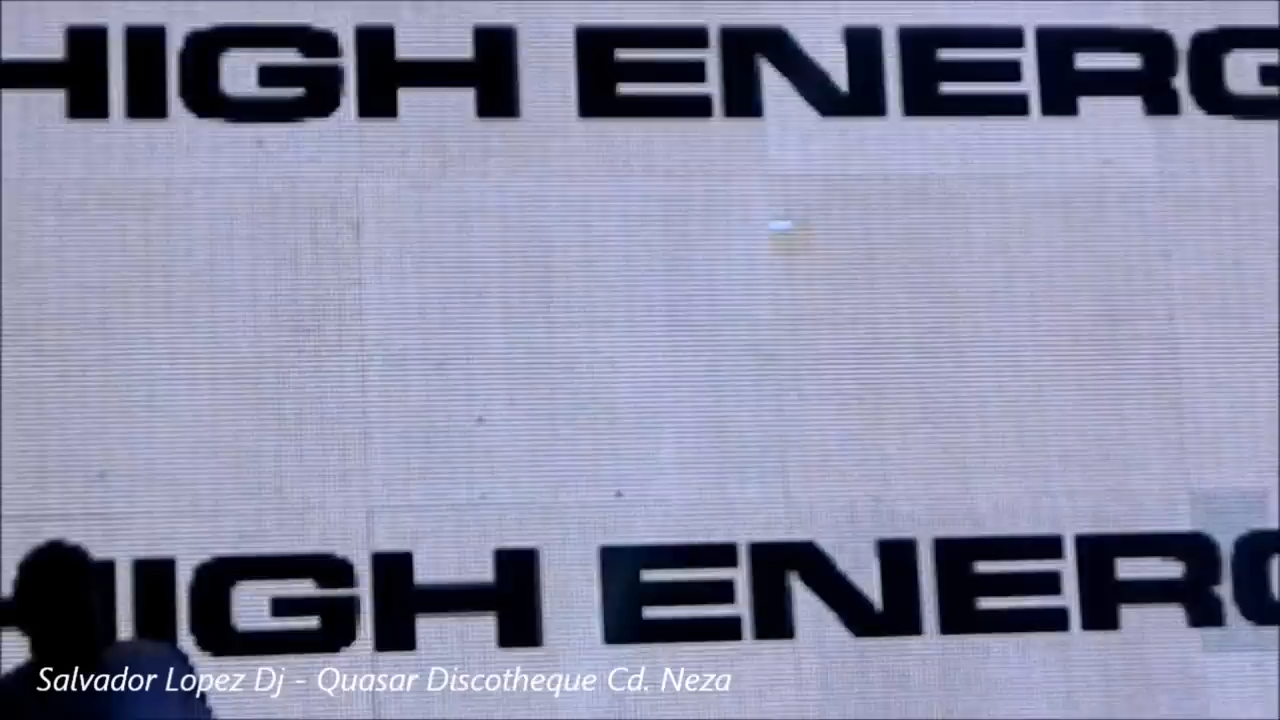 HIGH ENERG
HIGH ENERG
Salvador Lopez Dj - Quasar Discotheque Cd. Neza